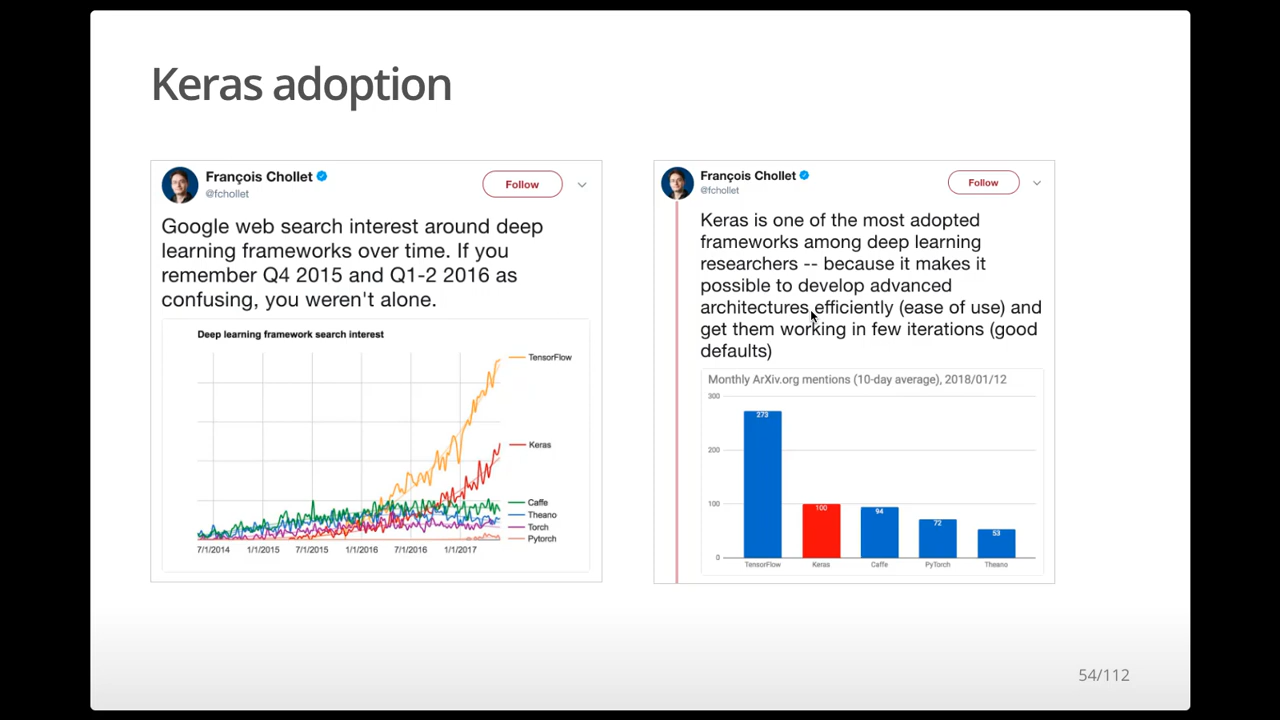 Keras adoption
François Chollet
@fchollet
Follow
Google web search interest around deep
learning frameworks over time. If you
remember Q4 2015 and Q1-2 2016 as
confusing, you weren't alone.
Deep learning framework search interest
TensorFlow
Keras
Caffe
Theano
Torch
Pytorch
7/1/2014 1/1/2015 7/1/2015 1/1/2016 7/1/2016 1/1/2017
François Chollet
@fchollet
Follow
Keras is one of the most adopted
frameworks among deep learning
researchers -- because it makes it
possible to develop advanced
architectures efficiently (ease of use) and
get them working in few iterations (good
defaults)
Monthly ArXiv.org mentions (10-day average), 2018/01/12
300
200
100
0
273
100
94
72
53
TensorFlow Keras Caffe PyTorch Theano
54/112